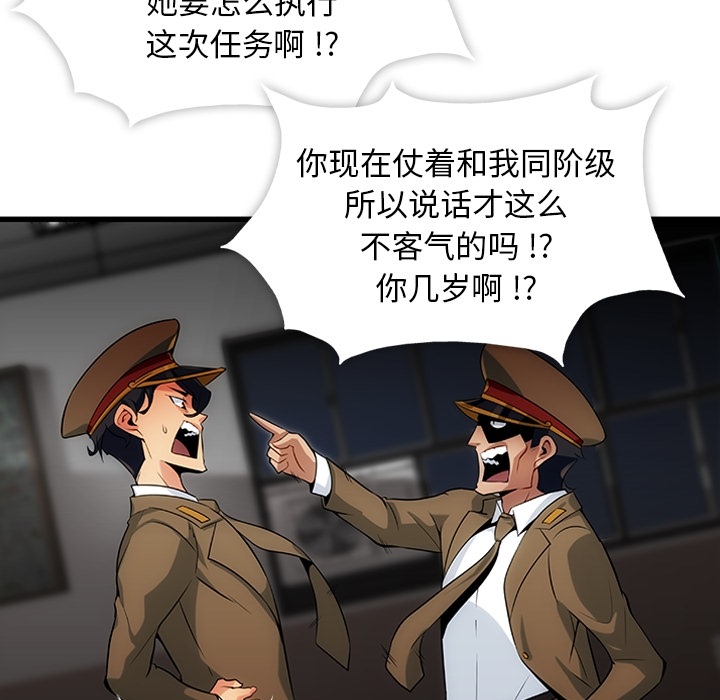 她要怎么执行
这次任务啊 !?
你现在仗着和我同阶级
所以说话才这么
不客气的吗 !?
你几岁啊 !?